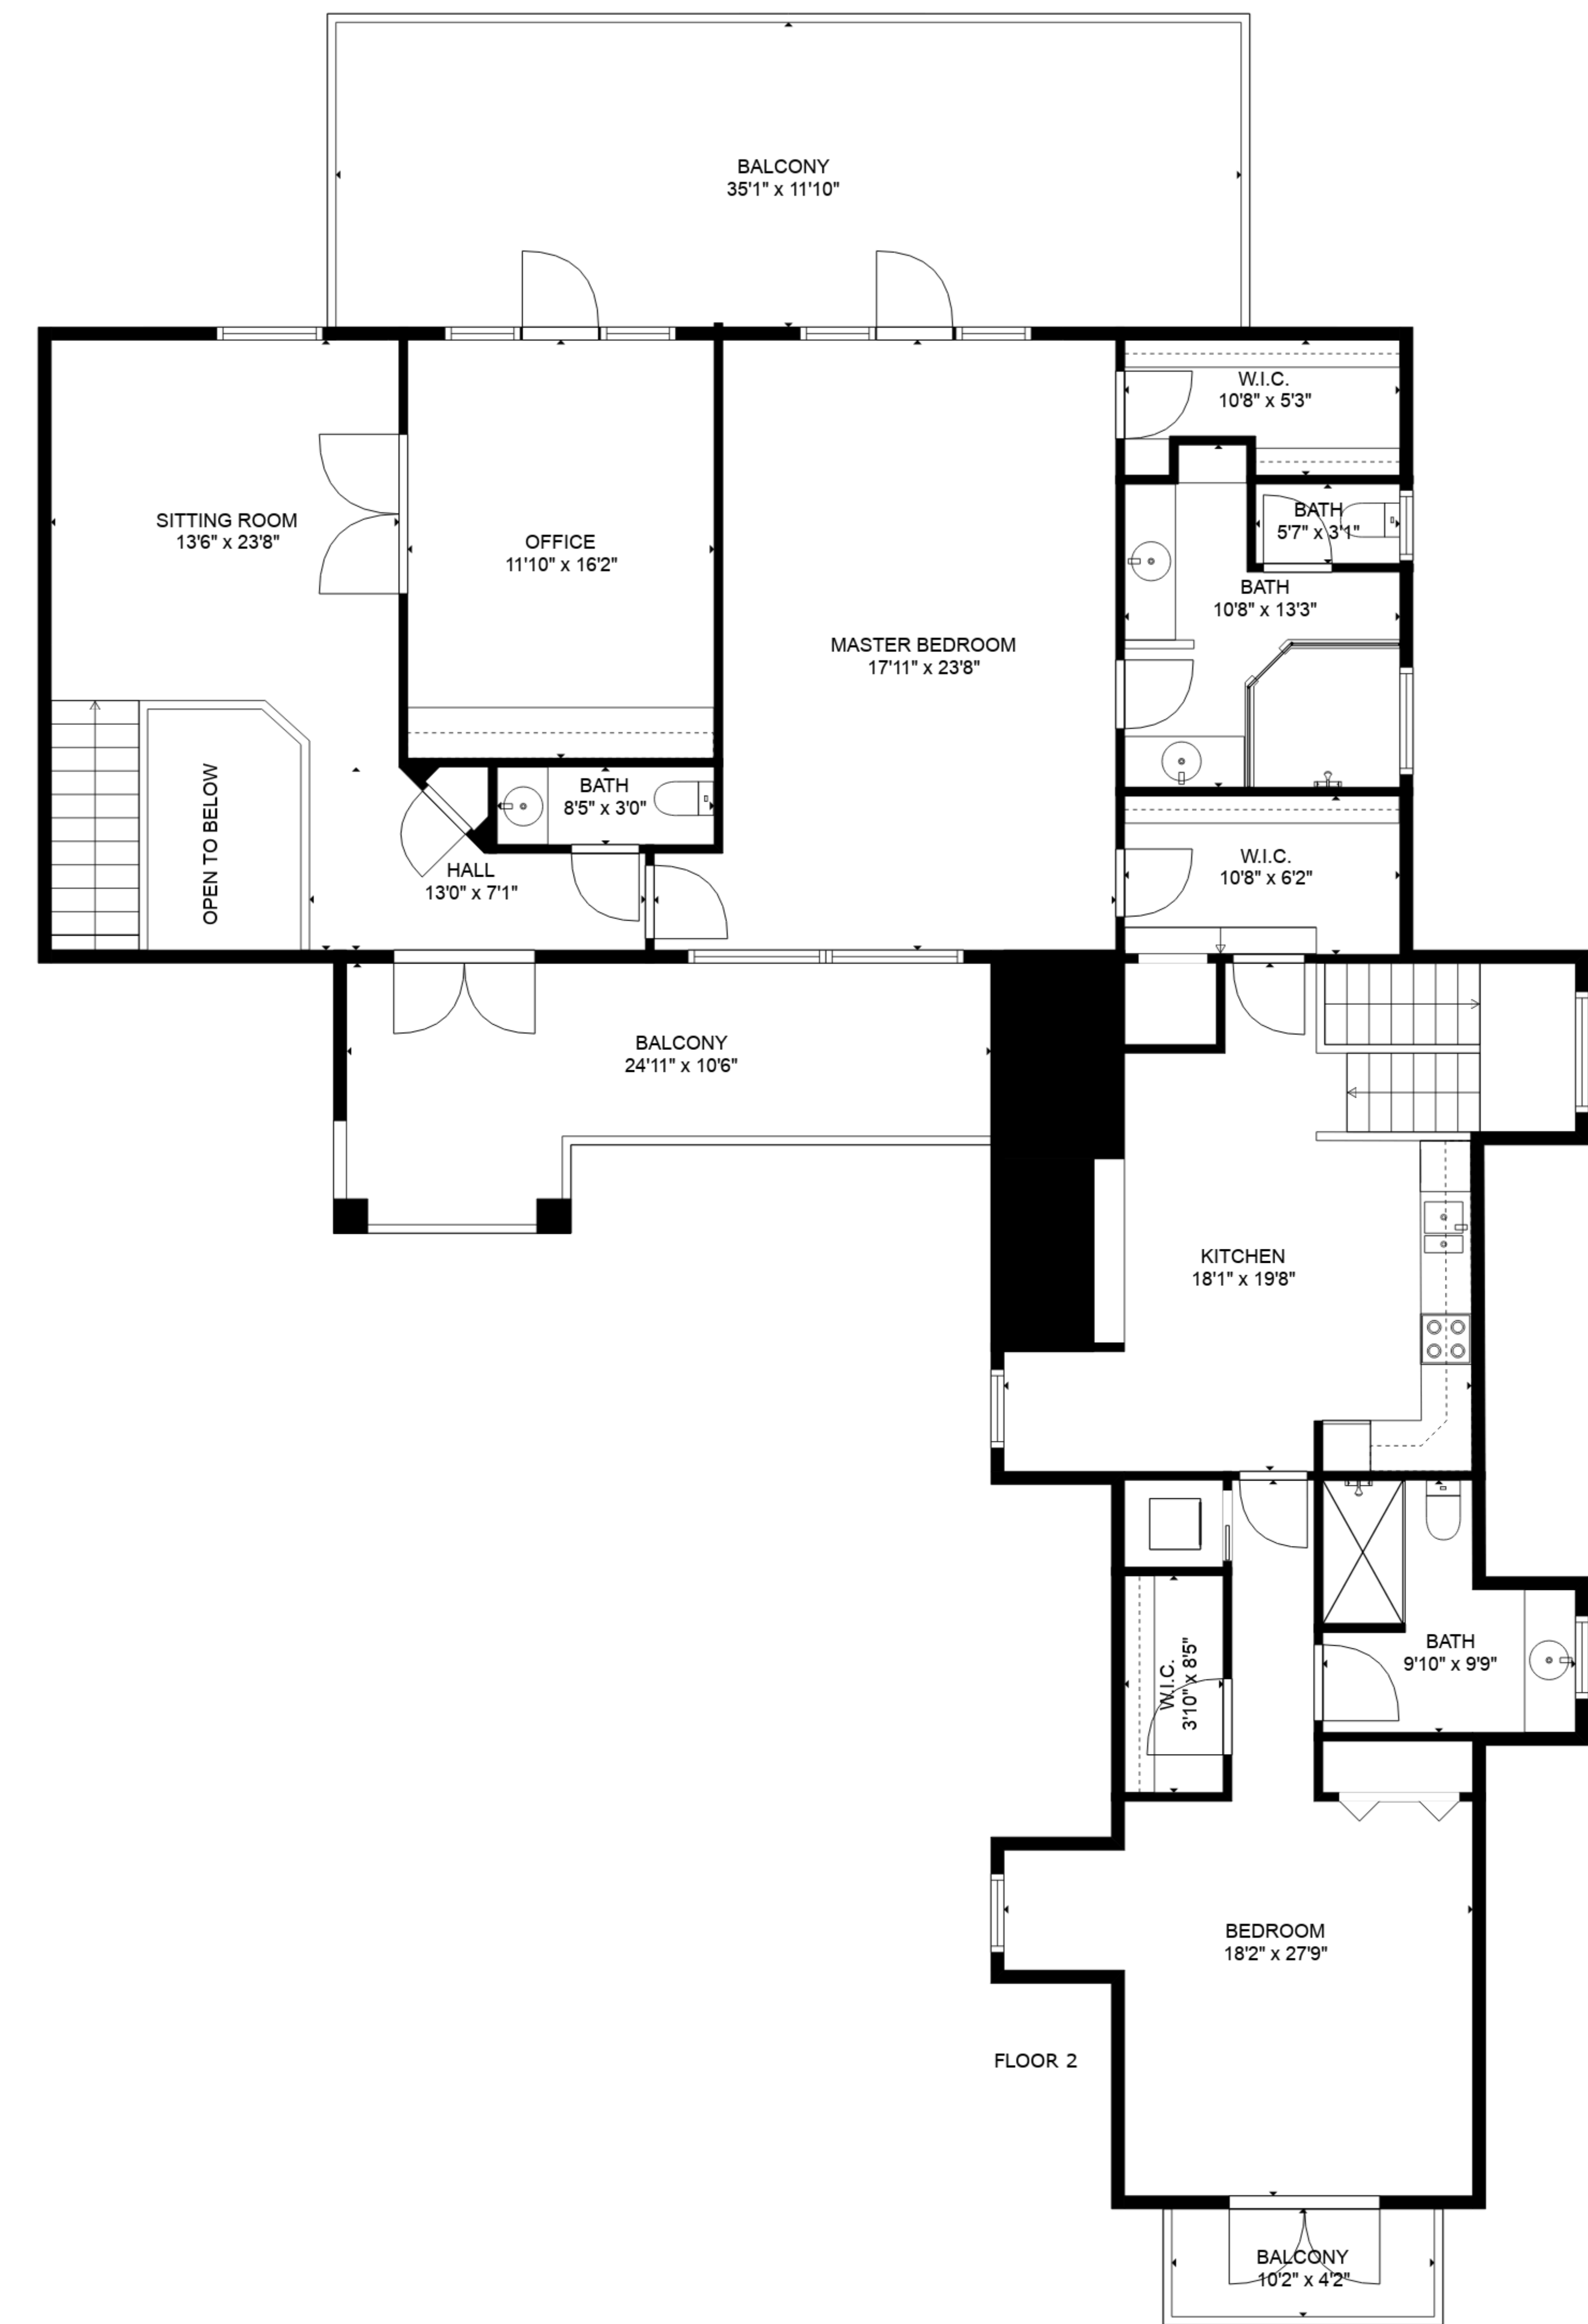 BALCONY
35'1" x 11'10"
W.I.C.
10'8" x 5'3"
SITTING ROOM
13'6" x 23'8"
OFFICE
11'10" x 16'2"
BATH
5'7" x 3'1"
BATH
10'8" x 13'3"
MASTER BEDROOM
17'11" x 23'8"
OPEN TO BELOW
BATH
8'5" x 3'0"
HALL
13'0" x 7'1"
W.I.C.
10'8" x 6'2"
BALCONY
24'11" x 10'6"
KITCHEN
18'1" x 19'8"
W.I.C.
3'10" x 8'5"
BATH
9'10" x 9'9"
BEDROOM
18'2" x 27'9"
FLOOR 2
BALCONY
10'2" x 4'2"